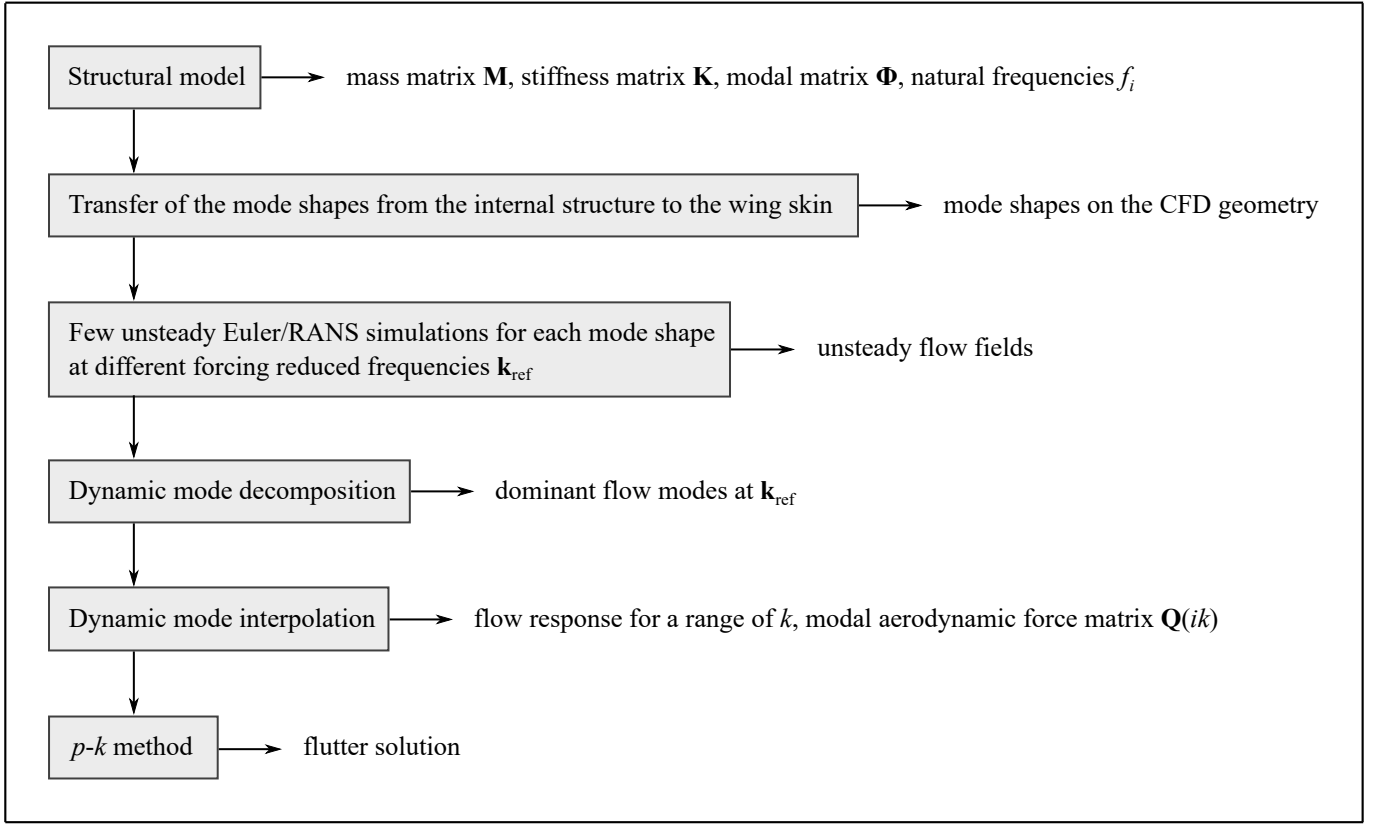 Structural model
mass matrix M, stiffness matrix K, modal matrix Φ, natural frequencies fᵢ
Transfer of the mode shapes from the internal structure to the wing skin
mode shapes on the CFD geometry
Few unsteady Euler/RANS simulations for each mode shape
at different forcing reduced frequencies k_ref
unsteady flow fields
Dynamic mode decomposition
dominant flow modes at k_ref
Dynamic mode interpolation
flow response for a range of k, modal aerodynamic force matrix Q(ik)
p-k method
flutter solution